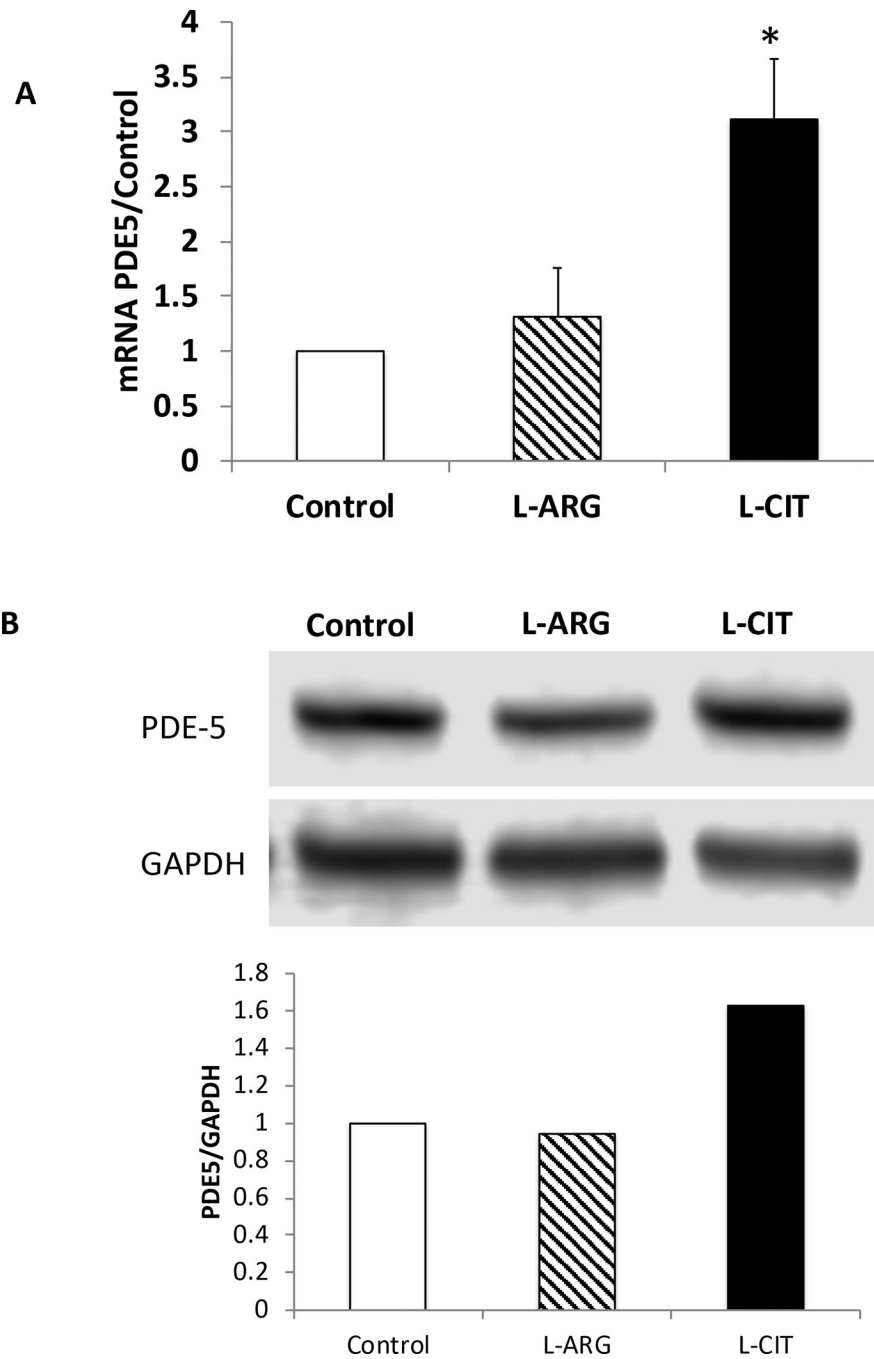 A
mRNA PDE5/Control
4
3.5
3
2.5
2
1.5
1
0.5
0
*
Control L-ARG L-CIT
B
Control L-ARG L-CIT
PDE-5
GAPDH
PDE5/GAPDH
1.8
1.6
1.4
1.2
1
0.8
0.6
0.4
0.2
0
Control L-ARG L-CIT